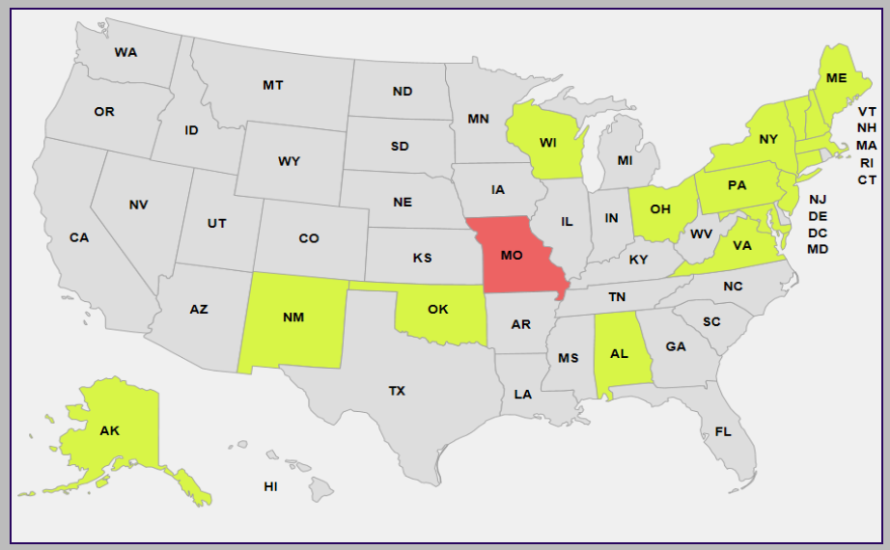 WA
MT
ND
MN
ME
OR
ID
SD
WI
NY
VT
NH
MA
RI
CT
WY
MI
NV
UT
NE
IA
PA
NJ
DE
DC
MD
CA
CO
KS
MO
IL
IN
OH
WV
VA
KY
AZ
NM
OK
AR
TN
NC
SC
TX
LA
MS
AL
GA
FL
AK
HI